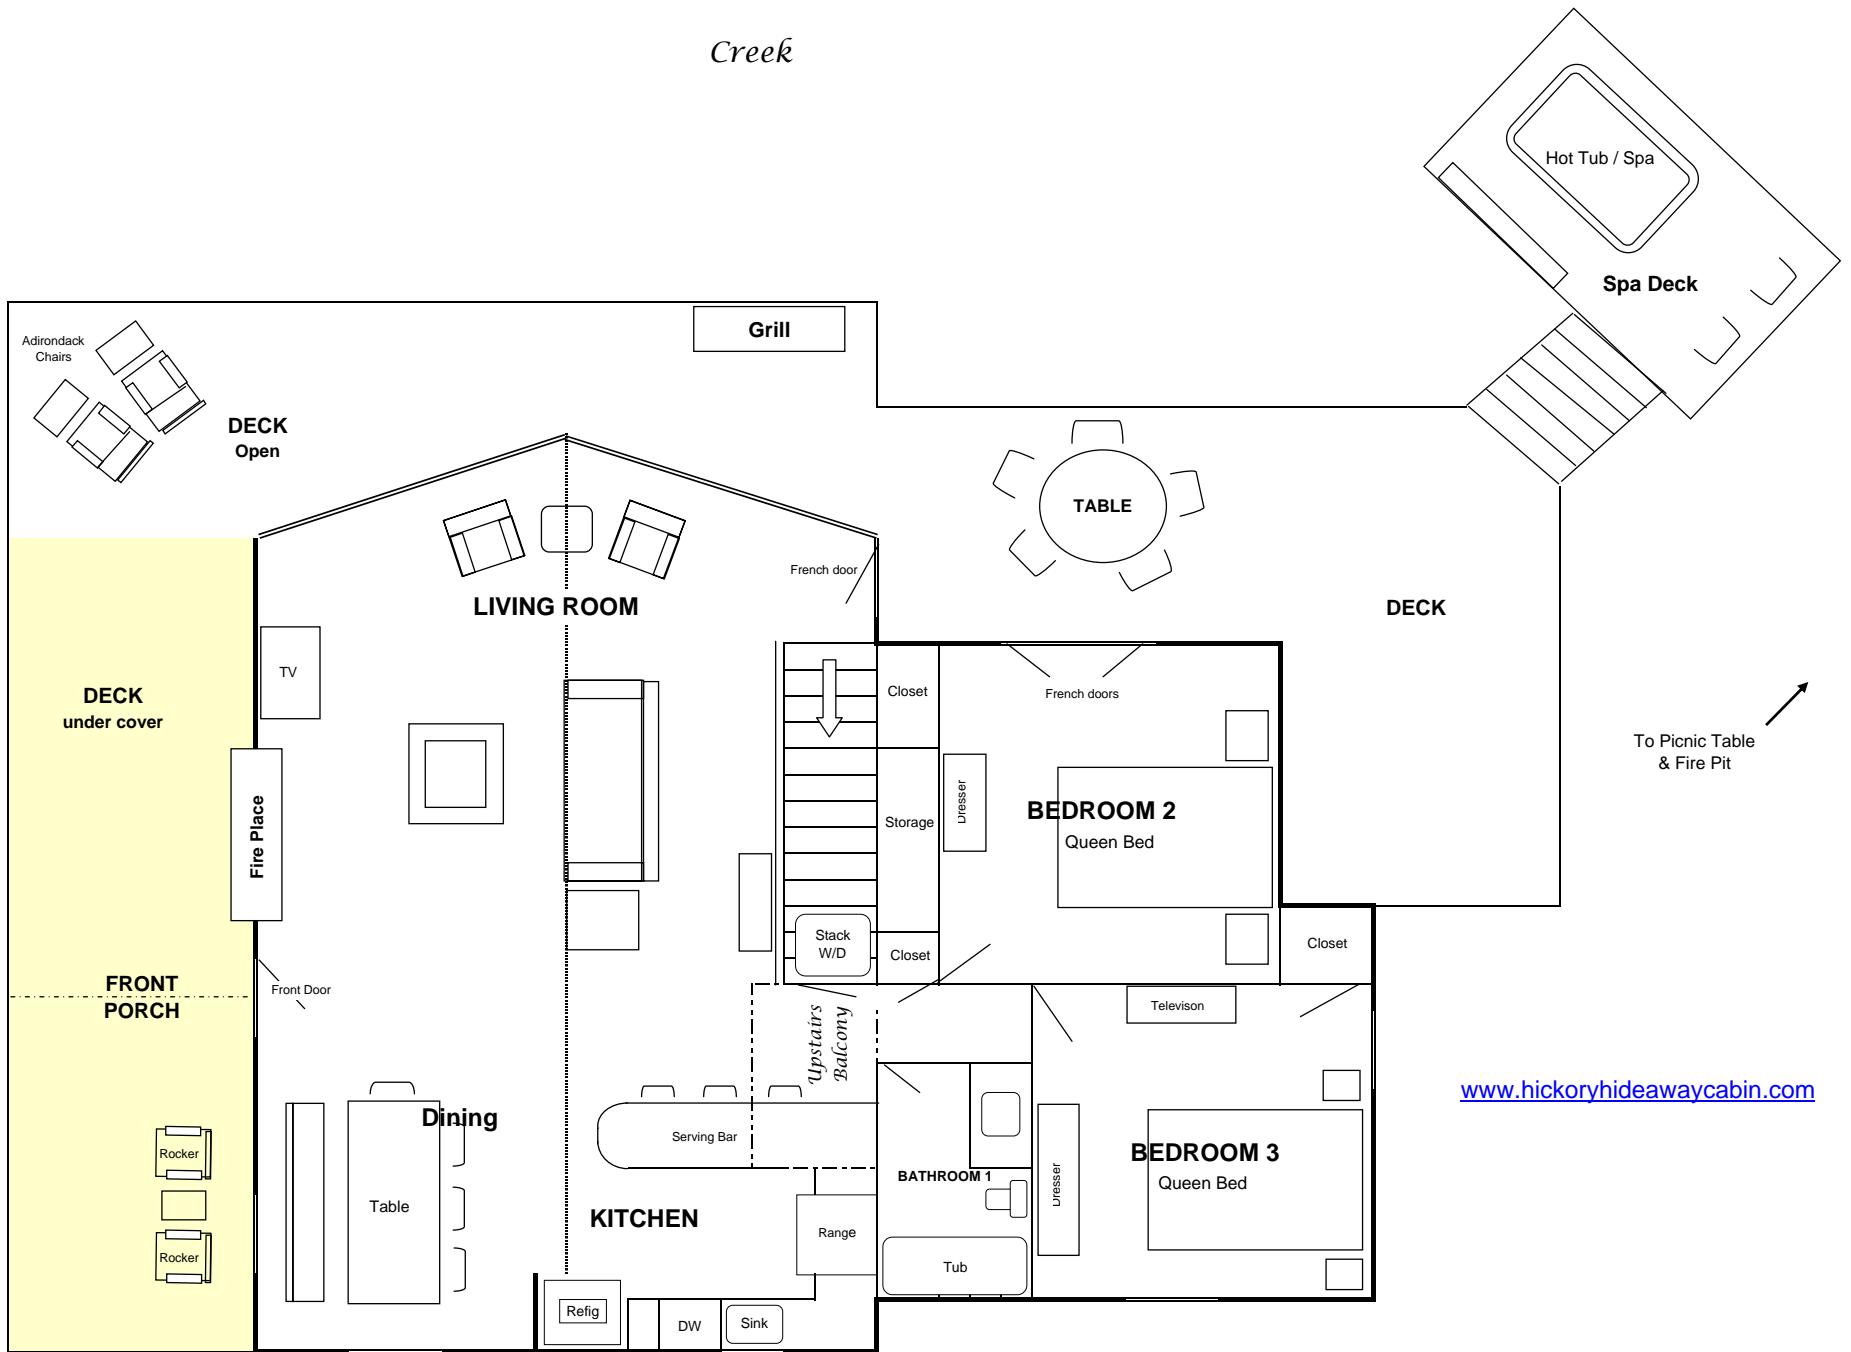 Creek
Hot Tub / Spa
Spa Deck
Grill
Adirondack
Chairs
DECK
Open
TABLE
French door
LIVING ROOM
DECK
TV
DECK
under cover
Closet
French doors
To Picnic Table
& Fire Pit
Fire Place
Storage
Dresser
BEDROOM 2
Queen Bed
Stack
W/D
Closet
Closet
FRONT
PORCH
Front Door
Upstairs
Balcony
Televison
www.hickoryhideawaycabin.com
Dining
Serving Bar
Rocker
BATHROOM 1
Dresser
BEDROOM 3
Queen Bed
Table
KITCHEN
Range
Rocker
Tub
Refig
DW
Sink